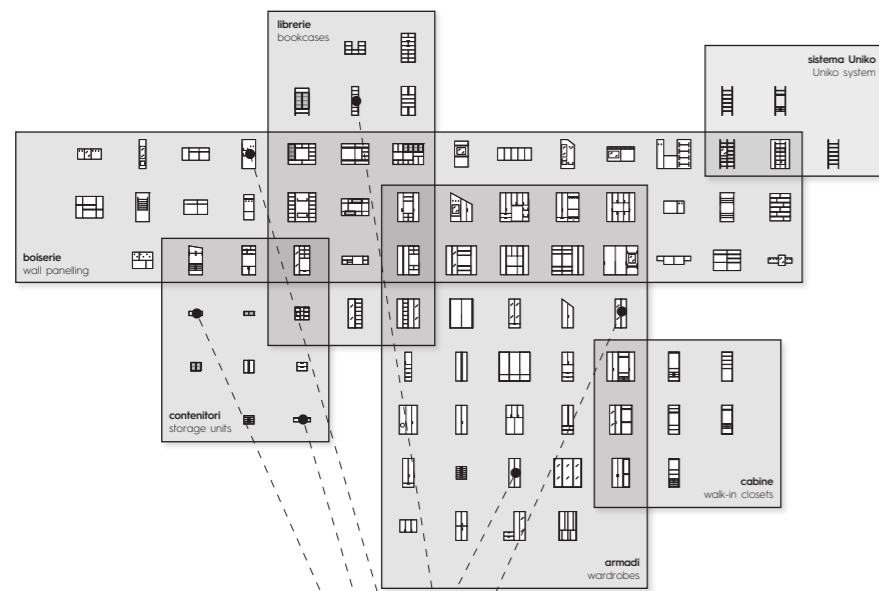 librerie
bookcases
sistema Uniko
Uniko system
boiserie
wall panelling
contenitori
storage units
cabine
walk-in closets
armadi
wardrobes